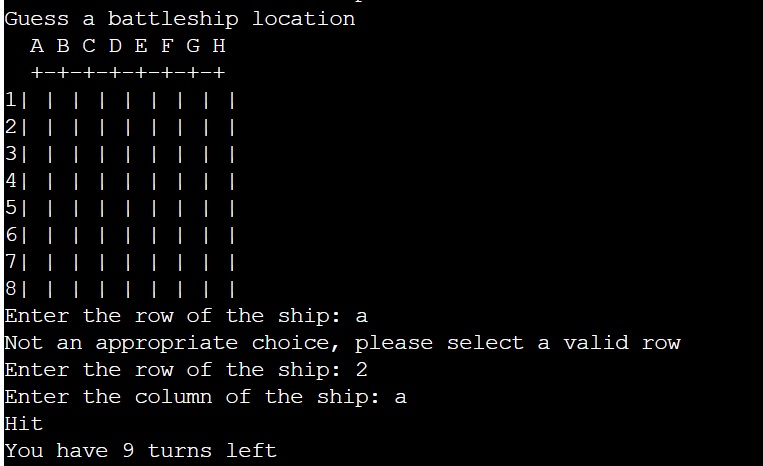 Guess a battleship location
  A B C D E F G H
  +-+-+-+-+-+-+-+
1| | | | | | | | |
2| | | | | | | | |
3| | | | | | | | |
4| | | | | | | | |
5| | | | | | | | |
6| | | | | | | | |
7| | | | | | | | |
8| | | | | | | | |
Enter the row of the ship: a
Not an appropriate choice, please select a valid row
Enter the row of the ship: 2
Enter the column of the ship: a
Hit
You have 9 turns left